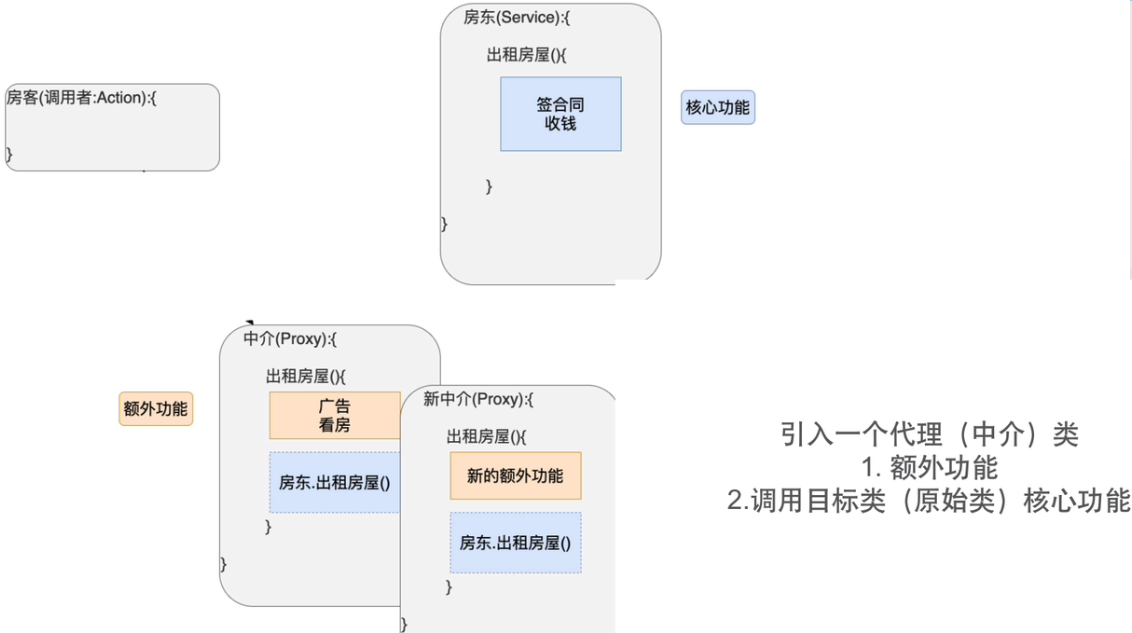 房东(Service):{
出租房屋(){
签合同
收钱
}
}
核心功能
房客(调用者:Action):{
}
中介(Proxy):{
出租房屋(){
广告
看房
房东.出租房屋()
}
}
额外功能
新中介(Proxy):{
出租房屋(){
新的额外功能
房东.出租房屋()
}
}
引入一个代理（中介）类
1. 额外功能
2.调用目标类（原始类）核心功能